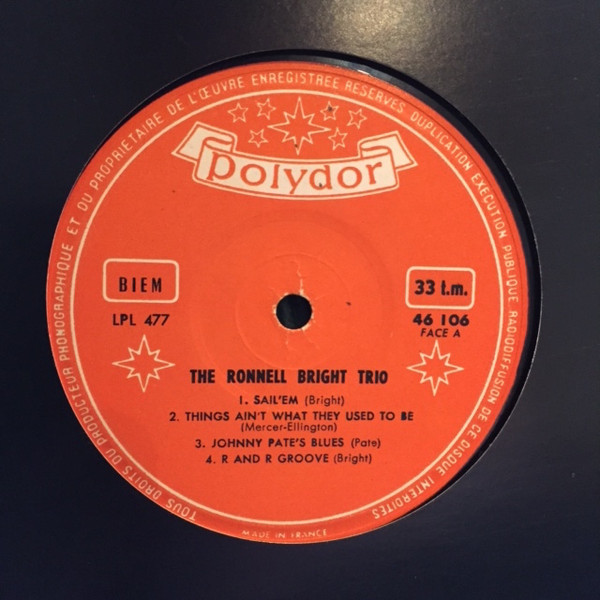 TOUS DROITS DU PRODUCTEUR PHONOGRAPHIQUE ET DU PROPRIETAIRE DE L'ŒUVRE ENREGISTREE RESERVES DUPLICATION EXECUTION PUBLIQUE RADIODIFFUSION DE CE DISQUE INTERDITES
polydor
BIEM
33 t.m.
LPL 477
46 106
FACE A
THE RONNELL BRIGHT TRIO
1. SAIL'EM (Bright)
2. THINGS AIN'T WHAT THEY USED TO BE
(Mercer-Ellington)
3. JOHNNY PATE'S BLUES (Pate)
4. R AND R GROOVE (Bright)
MADE IN FRANCE